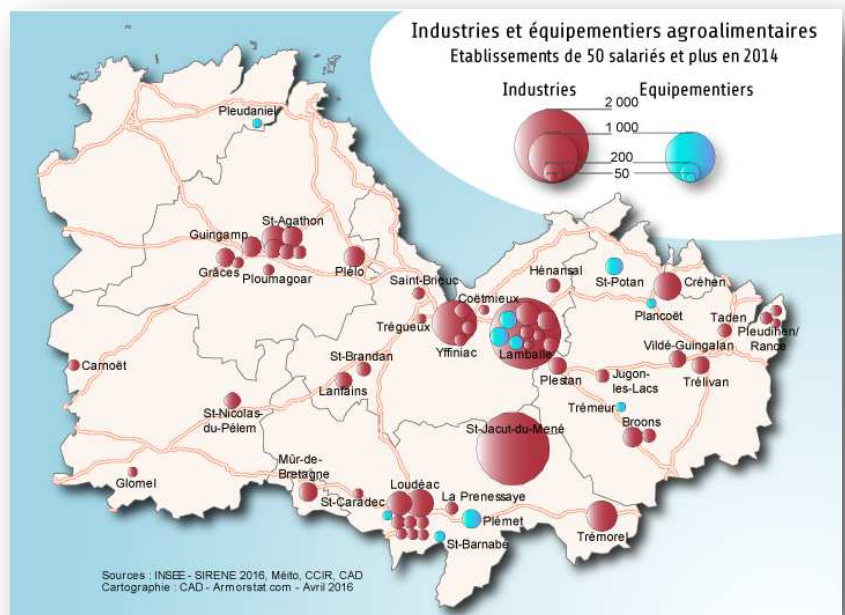 Industries et équipementiers agroalimentaires
Etablissements de 50 salariés et plus en 2014
Industries
Equipementiers
2 000
1 000
200
50
Pleudaniel
St-Agathon
Guingamp
Grâces
Ploumagoar
Plélo
Saint-Brieuc
Coëtmieux
Hénansal
St-Potan
Créhen
Plancoët
Taden
Pleudihen/
Rance
Trégueux
Yffiniac
Lamballe
Vildé-Guingalan
Carnoët
St-Brandan
Lanfains
Plestan
Jugon-
les-Lacs
Trélivan
St-Nicolas-
du-Pélem
Trémeur
Broons
St-Jacut-du-Mené
Glomel
Mûr-de-
Bretagne
St-Caradec
Loudéac
La Prenessaye
Plémet
St-Barnabé
Trémorel
Sources : INSEE - SIRENE 2016, Méito, CCIR, CAD
Cartographie : CAD - Armorstat.com - Avril 2016